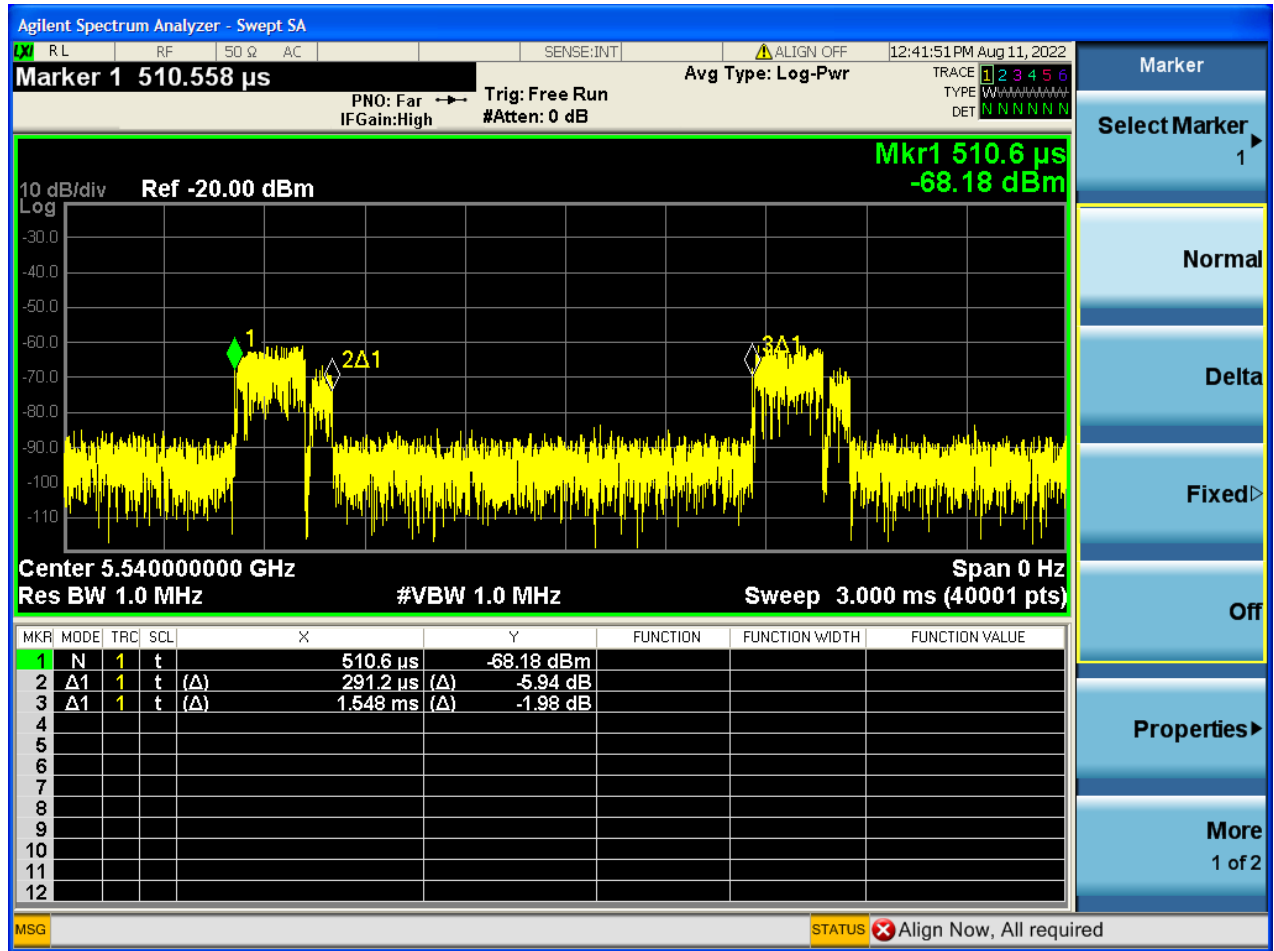 Agilent Spectrum Analyzer - Swept SA
LXI RL RF 50 Ω AC SENSE:INT ALIGN OFF 12:41:51 PM Aug 11, 2022
Marker 1 510.558 µs
PNO: Far
IFGain:High
Trig: Free Run
#Atten: 0 dB
Avg Type: Log-Pwr
TRACE 1 2 3 4 5 6
TYPE W
DET N N N N N N
Mkr1 510.6 µs
-68.18 dBm
10 dB/div Ref -20.00 dBm
Log
-30.0
-40.0
-50.0
-60.0
-70.0
-80.0
-90.0
-100
-110
1
2Δ1
3Δ1
Center 5.540000000 GHz Span 0 Hz
Res BW 1.0 MHz #VBW 1.0 MHz Sweep 3.000 ms (40001 pts)
MKR MODE TRC SCL X Y FUNCTION FUNCTION WIDTH FUNCTION VALUE
1 N 1 t 510.6 µs -68.18 dBm
2 Δ1 1 t (Δ) 291.2 µs (Δ) -5.94 dB
3 Δ1 1 t (Δ) 1.548 ms (Δ) -1.98 dB
4
5
6
7
8
9
10
11
12
MSG STATUS Align Now, All required
Marker
Select Marker
1
Normal
Delta
Fixed
Off
Properties
More
1 of 2